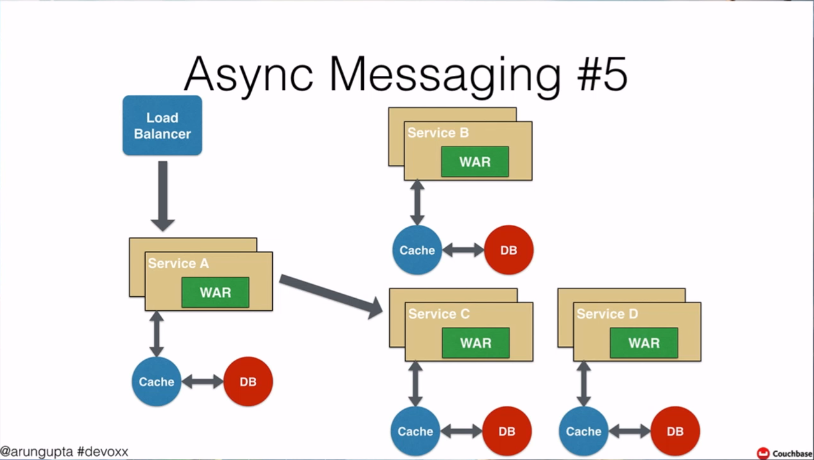 Async Messaging #5
Load
Balancer
Service B
WAR
Cache
DB
Service A
WAR
Cache
DB
Service C
WAR
Cache
DB
Service D
WAR
Cache
DB
@arungupta #devoxx
Couchbase